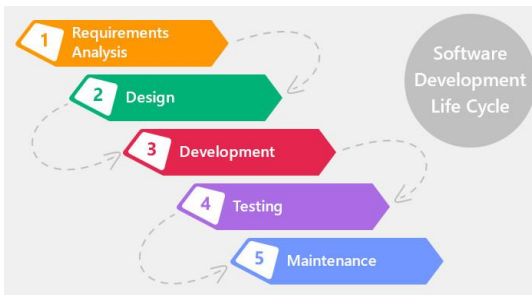 1
Requirements
Analysis
2
Design
3
Development
4
Testing
5
Maintenance
Software
Development
Life Cycle